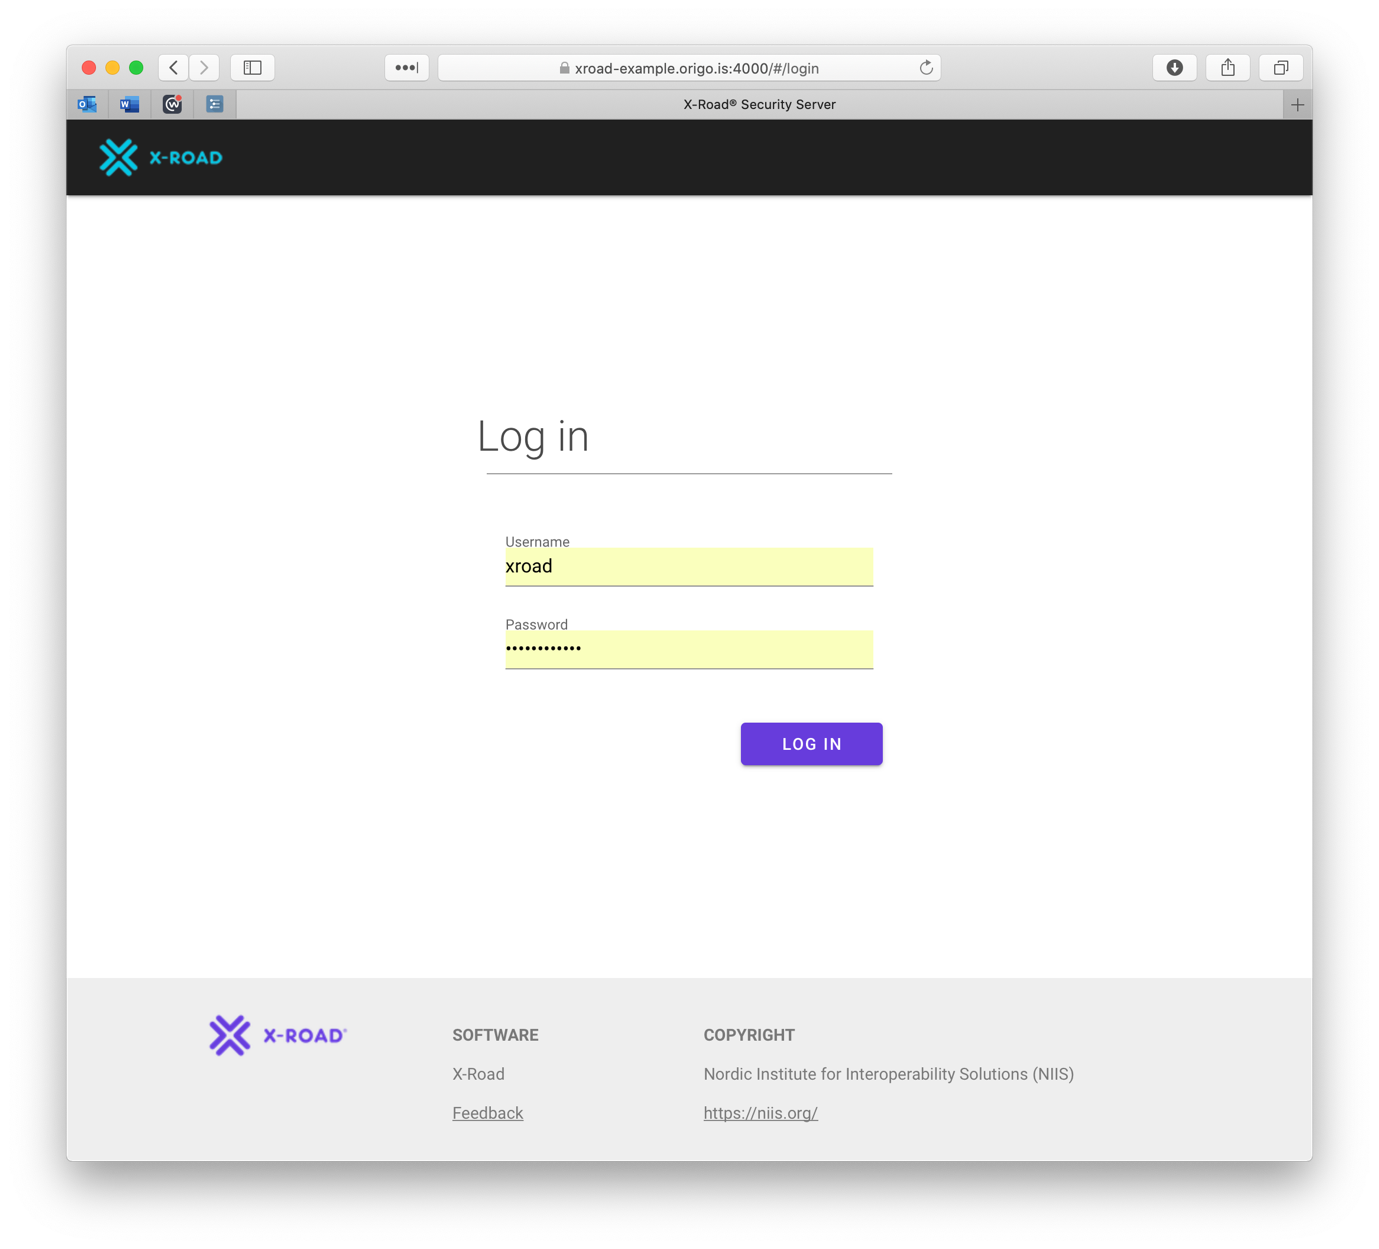 xroad-example.origo.is:4000/#/login
X-Road® Security Server
X-ROAD
Log in
Username
xroad
Password
••••••••••••
LOG IN
X-ROAD®
SOFTWARE
COPYRIGHT
X-Road
Nordic Institute for Interoperability Solutions (NIIS)
Feedback
https://niis.org/